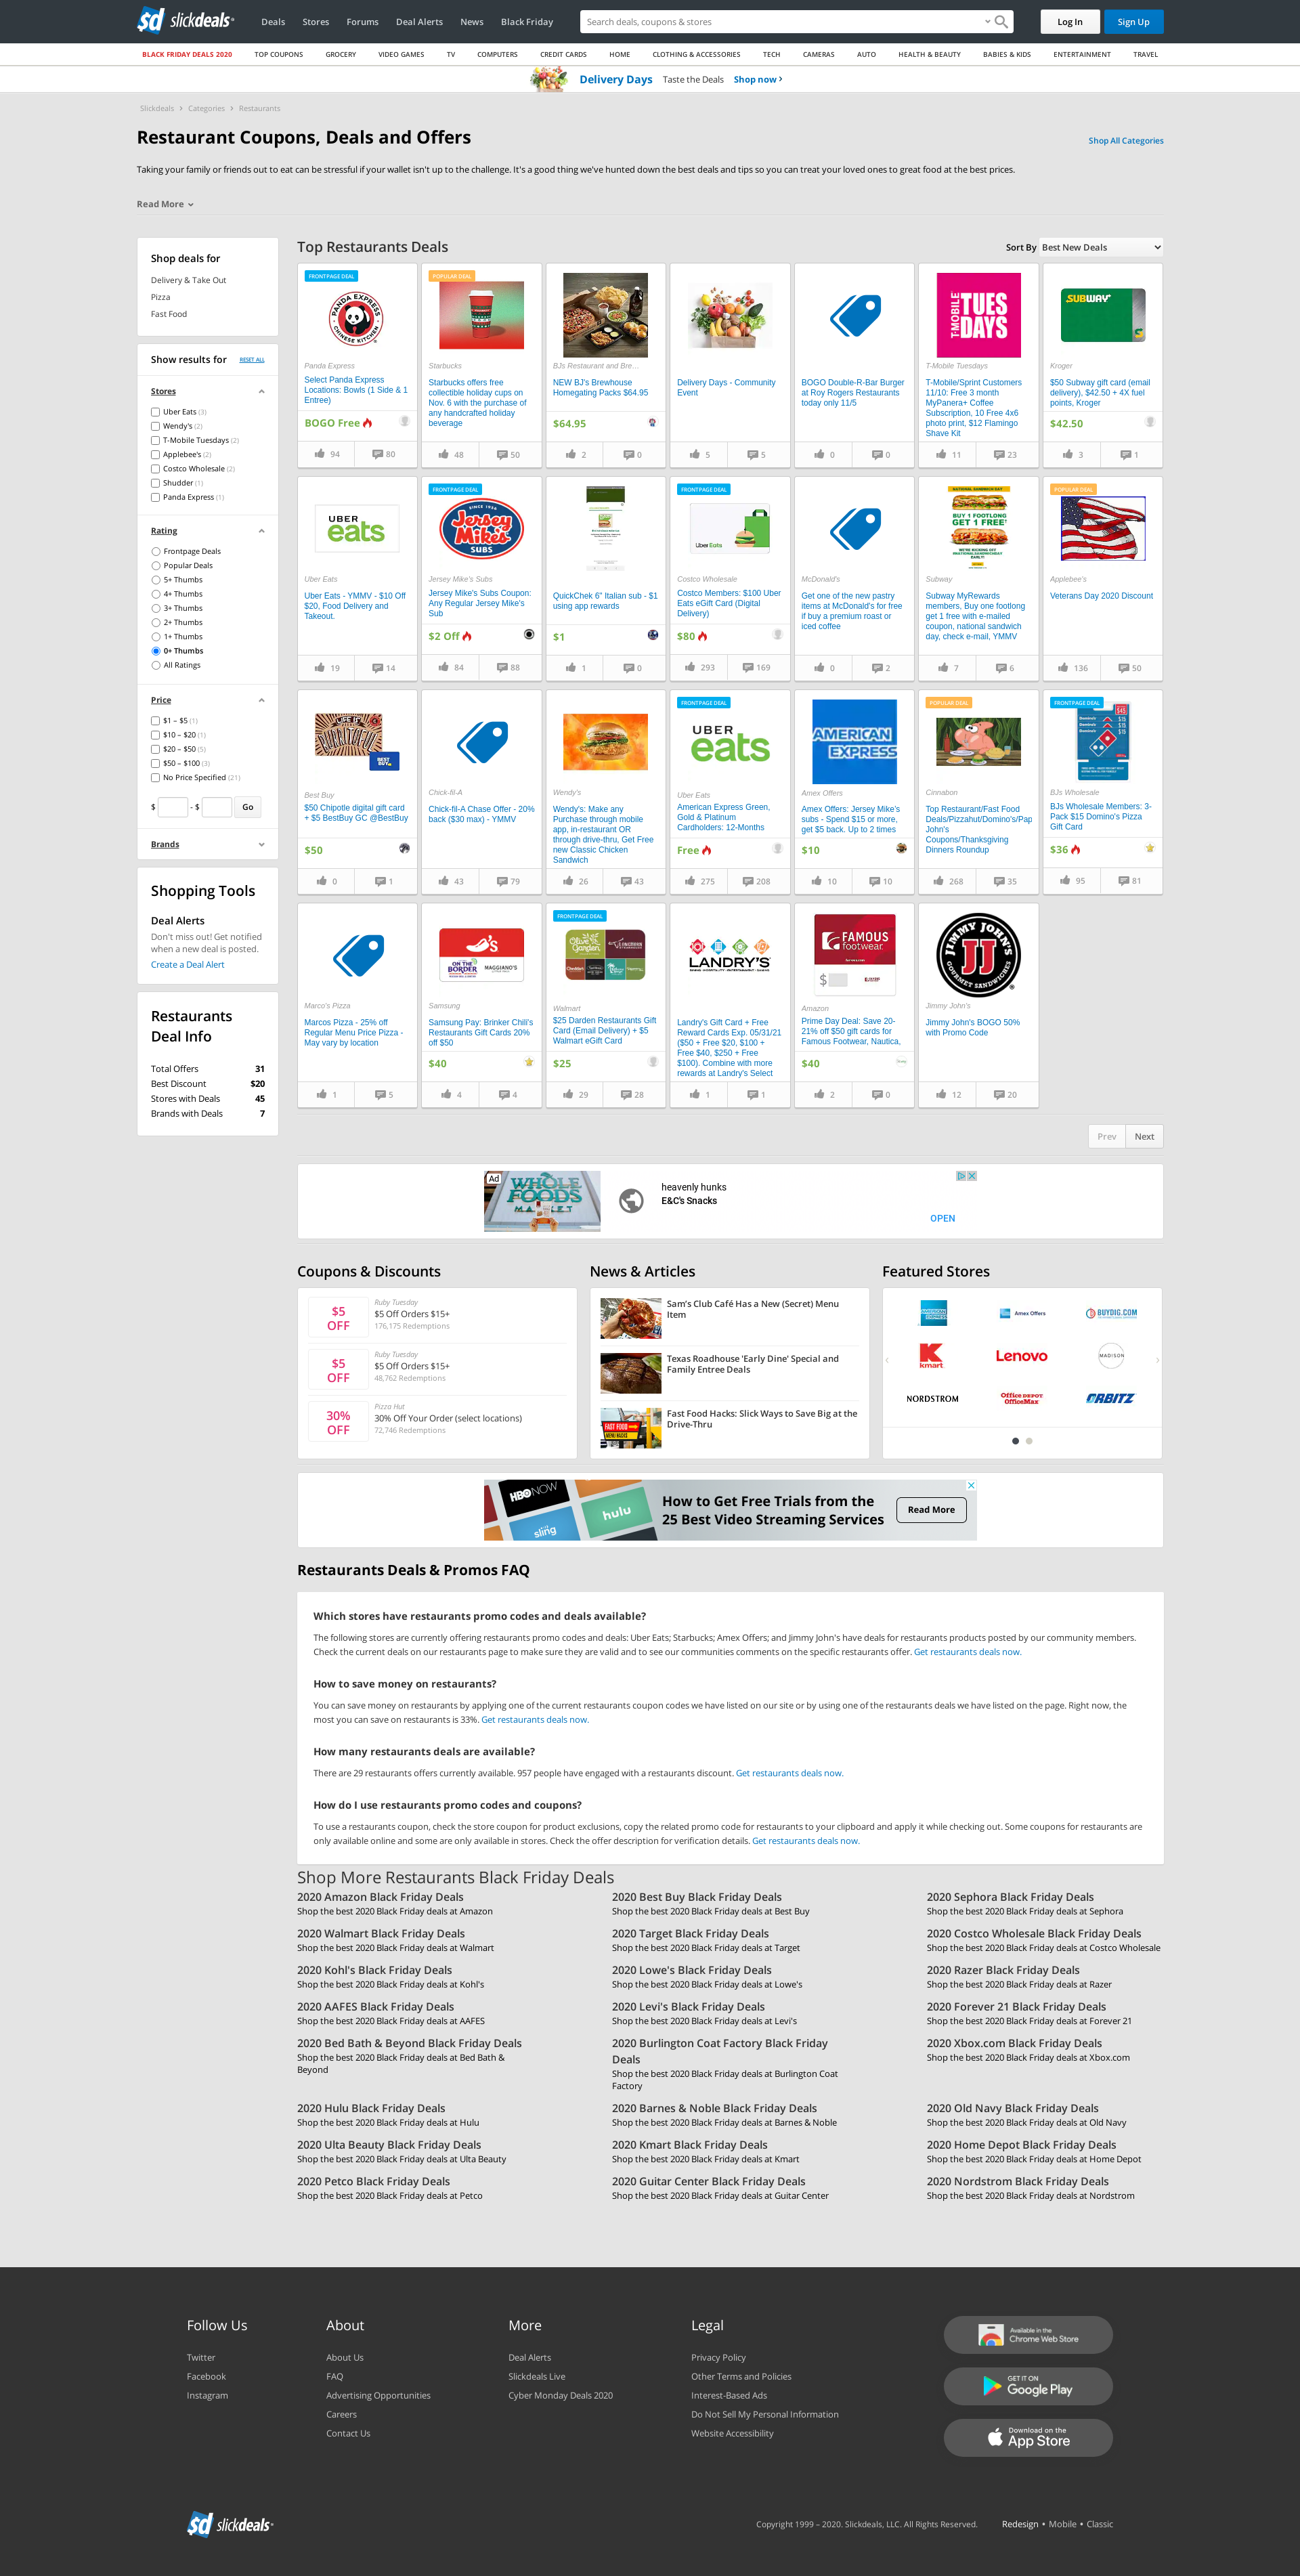 sd slickdeals
Deals Stores Forums Deal Alerts News Black Friday
Search deals, coupons & stores
Log In Sign Up
BLACK FRIDAY DEALS 2020 TOP COUPONS GROCERY VIDEO GAMES TV COMPUTERS CREDIT CARDS HOME CLOTHING & ACCESSORIES TECH CAMERAS AUTO HEALTH & BEAUTY BABIES & KIDS ENTERTAINMENT TRAVEL
Delivery Days Taste the Deals Shop now
Slickdeals Categories Restaurants
Restaurant Coupons, Deals and Offers
Shop All Categories
Taking your family or friends out to eat can be stressful if your wallet isn't up to the challenge. It's a good thing we've hunted down the best deals and tips so you can treat your loved ones to great food at the best prices.
Read More
Shop deals for
Delivery & Take Out
Pizza
Fast Food
Show results for RESET ALL
Stores
Uber Eats (3)
Wendy's (2)
T-Mobile Tuesdays (2)
Applebee's (2)
Costco Wholesale (2)
Shudder (1)
Panda Express (1)
Rating
Frontpage Deals
Popular Deals
5+ Thumbs
4+ Thumbs
3+ Thumbs
2+ Thumbs
1+ Thumbs
0+ Thumbs
All Ratings
Price
$1 – $5 (1)
$10 – $20 (1)
$20 – $50 (5)
$50 – $100 (3)
No Price Specified (21)
$ - $ Go
Brands
Shopping Tools
Deal Alerts
Don't miss out! Get notified
when a new deal is posted.
Create a Deal Alert
Restaurants
Deal Info
Total Offers 31
Best Discount $20
Stores with Deals 45
Brands with Deals 7
Top Restaurants Deals
Sort By Best New Deals
FRONTPAGE DEAL
PANDA EXPRESS
CHINESE KITCHEN
Panda Express
Select Panda Express
Locations: Bowls (1 Side & 1
Entree)
BOGO Free
94 80
POPULAR DEAL
Starbucks
Starbucks offers free
collectible holiday cups on
Nov. 6 with the purchase of
any handcrafted holiday
beverage
48 50
BJs Restaurant and Bre...
NEW BJ's Brewhouse
Homegating Packs $64.95
$64.95
2 0
Delivery Days - Community
Event
5 5
BOGO Double-R-Bar Burger
at Roy Rogers Restaurants
today only 11/5
0 0
T-MOBILE TUES DAYS
T-Mobile Tuesdays
T-Mobile/Sprint Customers
11/10: Free 3 month
MyPanera+ Coffee
Subscription, 10 Free 4x6
photo print, $12 Flamingo
Shave Kit
11 23
SUBWAY
Kroger
$50 Subway gift card (email
delivery), $42.50 + 4X fuel
points, Kroger
$42.50
3 1
UBER
eats
Uber Eats
Uber Eats - YMMV - $10 Off
$20, Food Delivery and
Takeout.
19 14
FRONTPAGE DEAL
SINCE 1956
Jersey Mike's
SUBS
Jersey Mike's Subs
Jersey Mike's Subs Coupon:
Any Regular Jersey Mike's
Sub
$2 Off
84 88
QuickChek 6" Italian sub - $1
using app rewards
$1
1 0
FRONTPAGE DEAL
Uber Eats
Costco Wholesale
Costco Members: $100 Uber
Eats eGift Card (Digital
Delivery)
$80
293 169
McDonald's
Get one of the new pastry
items at McDonald's for free
if buy a premium roast or
iced coffee
0 2
NATIONAL SANDWICH DAY
BUY 1 FOOTLONG
GET 1 FREE
Subway
Subway MyRewards
members, Buy one footlong
get 1 free with e-mailed
coupon, national sandwich
day, check e-mail, YMMV
7 6
POPULAR DEAL
Applebee's
Veterans Day 2020 Discount
136 50
BEST BUY
Best Buy
$50 Chipotle digital gift card
+ $5 BestBuy GC @BestBuy
$50
0 1
Chick-fil-A
Chick-fil-A Chase Offer - 20%
back ($30 max) - YMMV
43 79
Wendy's
Wendy's: Make any
Purchase through mobile
app, in-restaurant OR
through drive-thru, Get Free
new Classic Chicken
Sandwich
26 43
FRONTPAGE DEAL
UBER
eats
Uber Eats
American Express Green,
Gold & Platinum
Cardholders: 12-Months
Free
275 208
AMERICAN
EXPRESS
Amex Offers
Amex Offers: Jersey Mike's
subs - Spend $15 or more,
get $5 back. Up to 2 times
$10
10 10
POPULAR DEAL
Cinnabon
Top Restaurant/Fast Food
Deals/Pizzahut/Domino's/Pap
John's
Coupons/Thanksgiving
Dinners Roundup
268 35
FRONTPAGE DEAL
$45
Domino's $15
Domino's $15
Domino's $15
BJs Wholesale
BJs Wholesale Members: 3-
Pack $15 Domino's Pizza
Gift Card
$36
95 81
Marco's Pizza
Marcos Pizza - 25% off
Regular Menu Price Pizza -
May vary by location
1 5
ON THE
BORDER
MAGGIANO'S
Samsung
Samsung Pay: Brinker Chili's
Restaurants Gift Cards 20%
off $50
$40
4 4
FRONTPAGE DEAL
Olive Garden
LONGHORN
Walmart
$25 Darden Restaurants Gift
Card (Email Delivery) + $5
Walmart eGift Card
$25
29 28
LANDRY'S
Landry's Gift Card + Free
Reward Cards Exp. 05/31/21
($50 + Free $20, $100 +
Free $40, $250 + Free
$100). Combine with more
rewards at Landry's Select
1 1
FAMOUS
footwear.
Amazon
Prime Day Deal: Save 20-
21% off $50 gift cards for
Famous Footwear, Nautica,
$40
2 0
JIMMY JOHN'S
JJ
GOURMET SANDWICHES
Jimmy John's
Jimmy John's BOGO 50%
with Promo Code
12 20
Prev Next
Ad
WHOLE
FOODS
MARKET
heavenly hunks
E&C's Snacks
OPEN
Coupons & Discounts
$5
OFF
Ruby Tuesday
$5 Off Orders $15+
176,175 Redemptions
$5
OFF
Ruby Tuesday
$5 Off Orders $15+
48,762 Redemptions
30%
OFF
Pizza Hut
30% Off Your Order (select locations)
72,746 Redemptions
News & Articles
Sam's Club Café Has a New (Secret) Menu
Item
Texas Roadhouse 'Early Dine' Special and
Family Entree Deals
FAST FOOD
MENU HACKS
Fast Food Hacks: Slick Ways to Save Big at the
Drive-Thru
Featured Stores
AMERICAN EXPRESS Amex Offers BUYDIG.COM
kmart Lenovo MADISON
NORDSTROM Office DEPOT OfficeMax ORBITZ
HBO NOW
sling
hulu
How to Get Free Trials from the
25 Best Video Streaming Services
Read More
Restaurants Deals & Promos FAQ
Which stores have restaurants promo codes and deals available?
The following stores are currently offering restaurants promo codes and deals: Uber Eats; Starbucks; Amex Offers; and Jimmy John's have deals for restaurants products posted by our community members.
Check the current deals on our restaurants page to make sure they are valid and to see our communities comments on the specific restaurants offer. Get restaurants deals now.
How to save money on restaurants?
You can save money on restaurants by applying one of the current restaurants coupon codes we have listed on our site or by using one of the restaurants deals we have listed on the page. Right now, the
most you can save on restaurants is 33%. Get restaurants deals now.
How many restaurants deals are available?
There are 29 restaurants offers currently available. 957 people have engaged with a restaurants discount. Get restaurants deals now.
How do I use restaurants promo codes and coupons?
To use a restaurants coupon, check the store coupon for product exclusions, copy the related promo code for restaurants to your clipboard and apply it while checking out. Some coupons for restaurants are
only available online and some are only available in stores. Check the offer description for verification details. Get restaurants deals now.
Shop More Restaurants Black Friday Deals
2020 Amazon Black Friday Deals
Shop the best 2020 Black Friday deals at Amazon
2020 Best Buy Black Friday Deals
Shop the best 2020 Black Friday deals at Best Buy
2020 Sephora Black Friday Deals
Shop the best 2020 Black Friday deals at Sephora
2020 Walmart Black Friday Deals
Shop the best 2020 Black Friday deals at Walmart
2020 Target Black Friday Deals
Shop the best 2020 Black Friday deals at Target
2020 Costco Wholesale Black Friday Deals
Shop the best 2020 Black Friday deals at Costco Wholesale
2020 Kohl's Black Friday Deals
Shop the best 2020 Black Friday deals at Kohl's
2020 Lowe's Black Friday Deals
Shop the best 2020 Black Friday deals at Lowe's
2020 Razer Black Friday Deals
Shop the best 2020 Black Friday deals at Razer
2020 AAFES Black Friday Deals
Shop the best 2020 Black Friday deals at AAFES
2020 Levi's Black Friday Deals
Shop the best 2020 Black Friday deals at Levi's
2020 Forever 21 Black Friday Deals
Shop the best 2020 Black Friday deals at Forever 21
2020 Bed Bath & Beyond Black Friday Deals
Shop the best 2020 Black Friday deals at Bed Bath &
Beyond
2020 Burlington Coat Factory Black Friday
Deals
Shop the best 2020 Black Friday deals at Burlington Coat
Factory
2020 Xbox.com Black Friday Deals
Shop the best 2020 Black Friday deals at Xbox.com
2020 Hulu Black Friday Deals
Shop the best 2020 Black Friday deals at Hulu
2020 Barnes & Noble Black Friday Deals
Shop the best 2020 Black Friday deals at Barnes & Noble
2020 Old Navy Black Friday Deals
Shop the best 2020 Black Friday deals at Old Navy
2020 Ulta Beauty Black Friday Deals
Shop the best 2020 Black Friday deals at Ulta Beauty
2020 Kmart Black Friday Deals
Shop the best 2020 Black Friday deals at Kmart
2020 Home Depot Black Friday Deals
Shop the best 2020 Black Friday deals at Home Depot
2020 Petco Black Friday Deals
Shop the best 2020 Black Friday deals at Petco
2020 Guitar Center Black Friday Deals
Shop the best 2020 Black Friday deals at Guitar Center
2020 Nordstrom Black Friday Deals
Shop the best 2020 Black Friday deals at Nordstrom
Follow Us
Twitter
Facebook
Instagram
About
About Us
FAQ
Advertising Opportunities
Careers
Contact Us
More
Deal Alerts
Slickdeals Live
Cyber Monday Deals 2020
Legal
Privacy Policy
Other Terms and Policies
Interest-Based Ads
Do Not Sell My Personal Information
Website Accessibility
Available in the
Chrome Web Store
GET IT ON
Google Play
Download on the
App Store
sd slickdeals
Copyright 1999 – 2020. Slickdeals, LLC. All Rights Reserved. Redesign • Mobile • Classic